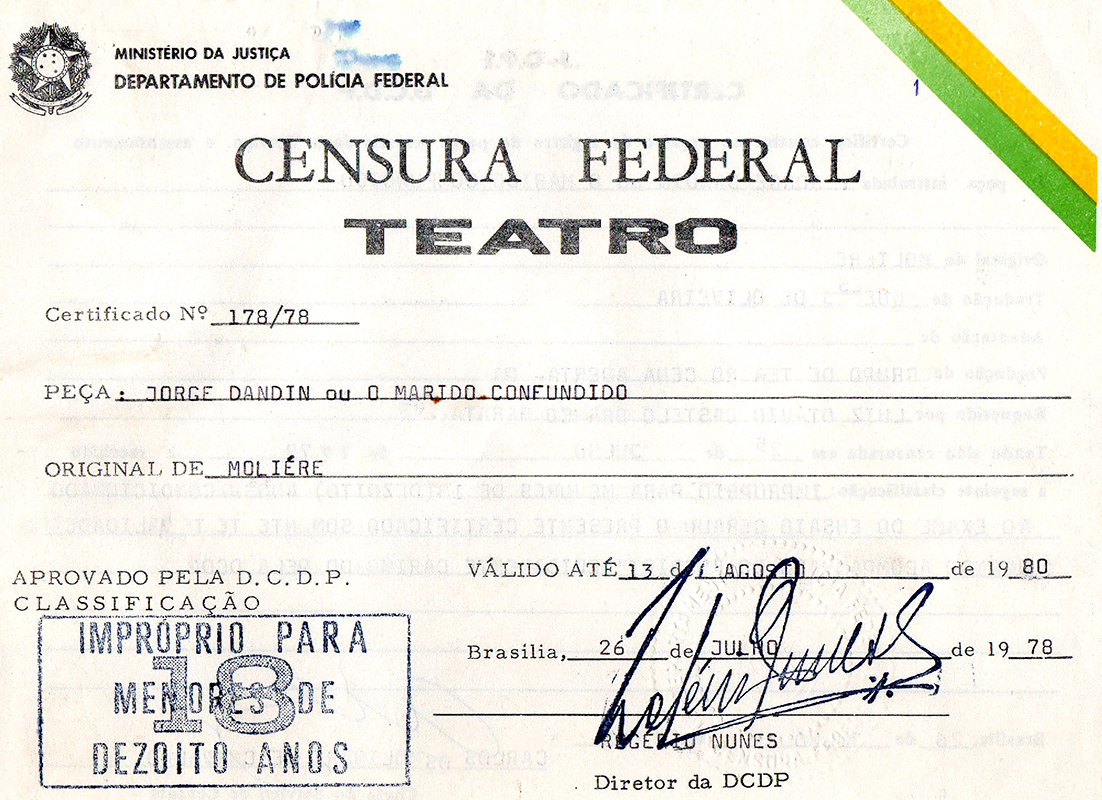 MINISTÉRIO DA JUSTIÇA
DEPARTAMENTO DE POLÍCIA FEDERAL
1
CENSURA FEDERAL
TEATRO
Certificado Nº 178/78
PEÇA: JORGE DANDIN ou O MARIDO CONFUNDIDO
ORIGINAL DE MOLIÉRE
APROVADO PELA D.C.D.P.
CLASSIFICAÇÃO
IMPRÓPRIO PARA
18
MENORES DE
DEZOITO ANOS
VÁLIDO ATÉ 13 de AGOSTO de 19 80
Brasília, 26 de JULHO de 19 78
ROGÉRIO NUNES
Diretor da DCDP